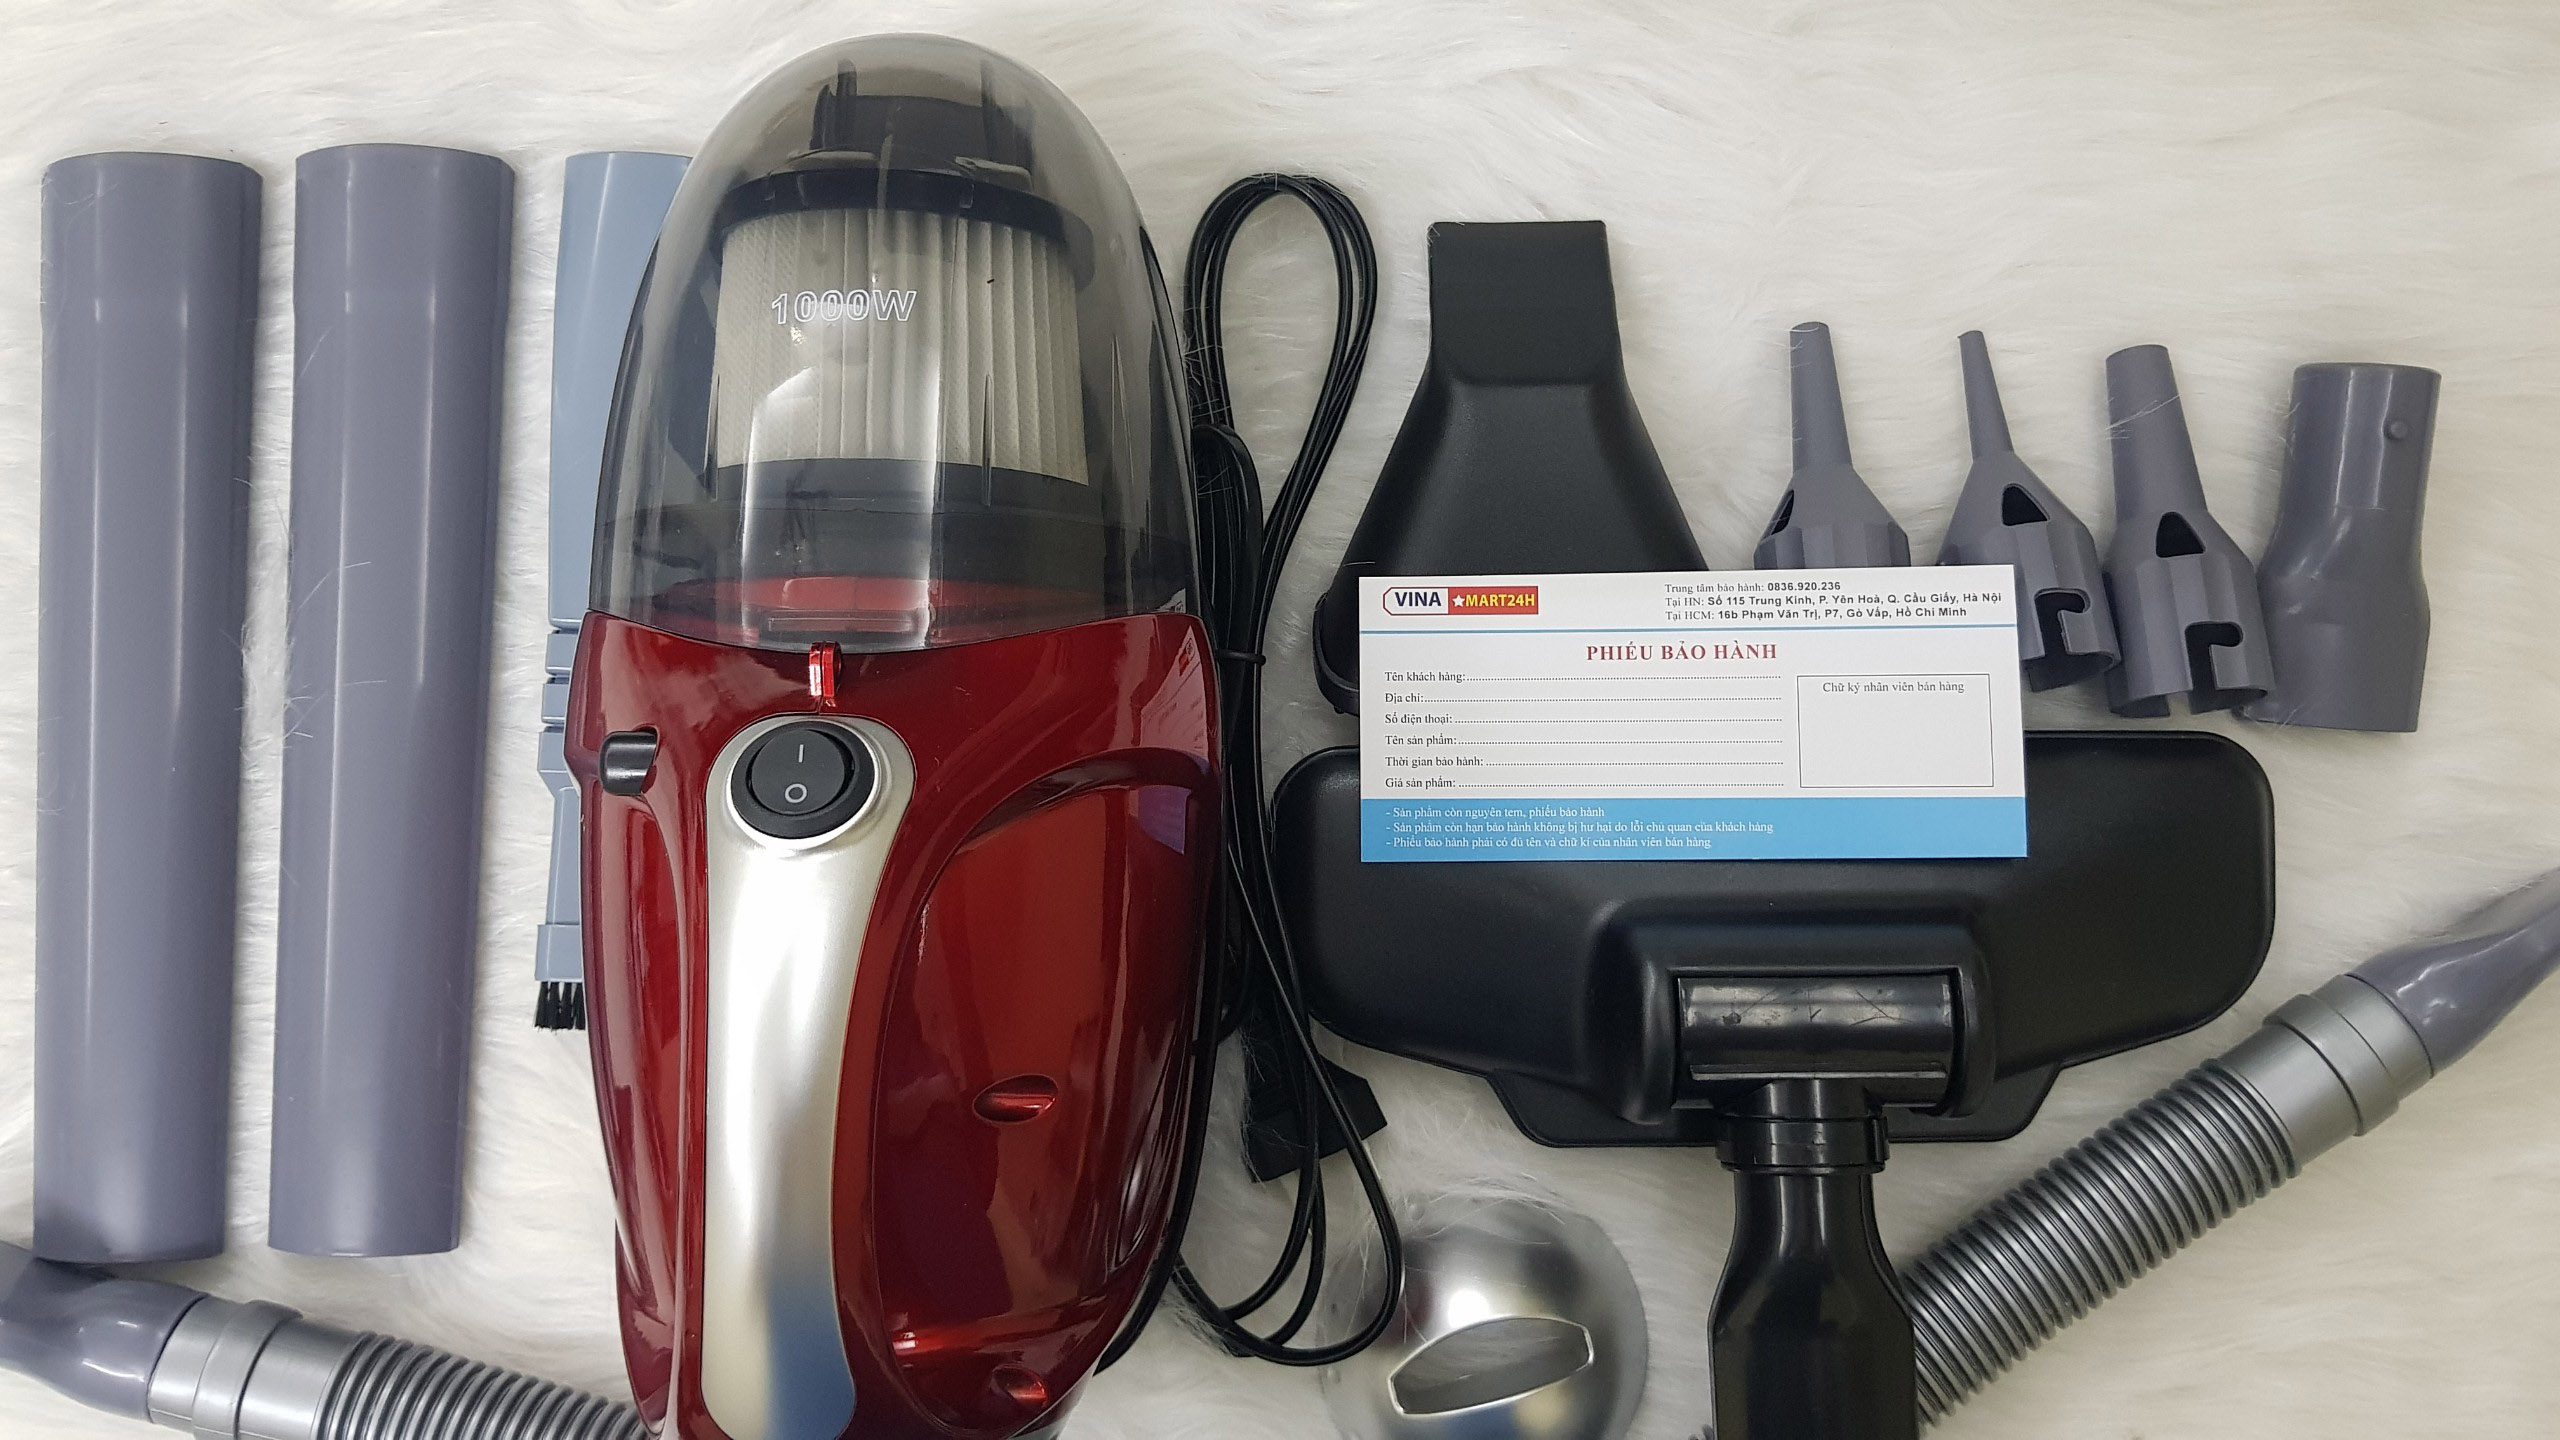 1000W
VINA MART24H
Trung tâm bảo hành: 0836.920.236
Tại HN: Số 115 Trung Kính, P. Yên Hoà, Q. Cầu Giấy, Hà Nội
Tại HCM: 16b Phạm Văn Trị, P7, Gò Vấp, Hồ Chí Minh
PHIẾU BẢO HÀNH
Tên khách hàng:
Địa chỉ:
Số điện thoại:
Tên sản phẩm:
Thời gian bảo hành:
Giá sản phẩm:
Chữ ký nhân viên bán hàng
- Sản phẩm còn nguyên tem, phiếu bảo hành
- Sản phẩm còn hạn bảo hành không bị hư hại do lỗi chủ quan của khách hàng
- Phiếu bảo hành phải có đủ tên và chữ kí của nhân viên bán hàng
I
O